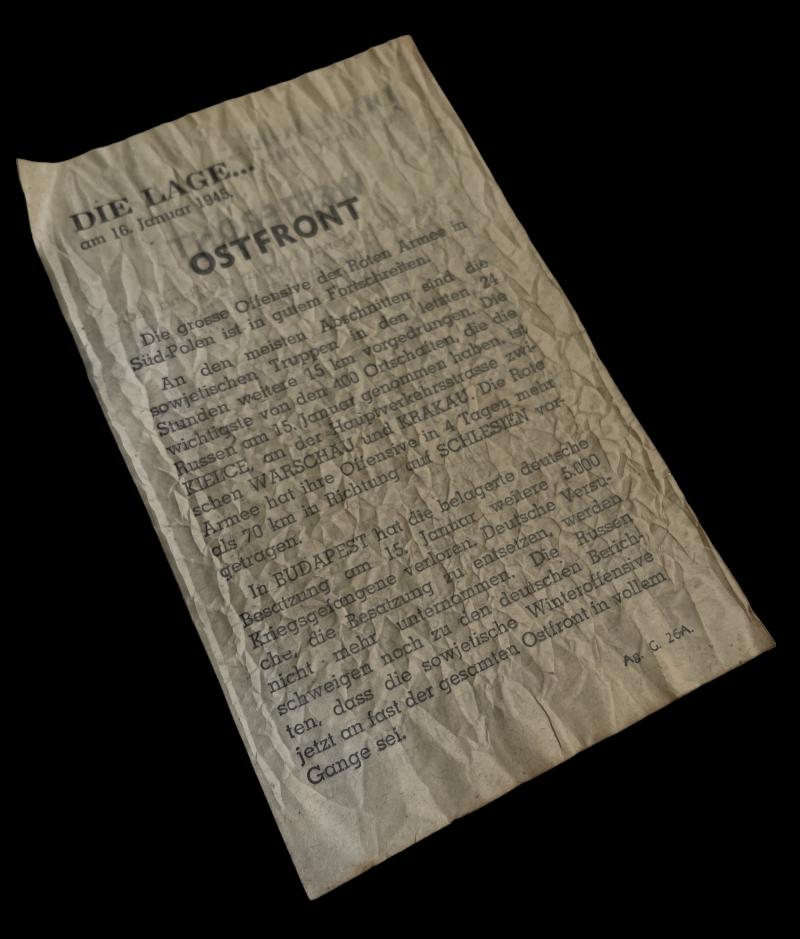 DIE LAGE...
am 16. Januar 1945.
OSTFRONT
Die grosse Offensive der Roten Armee in
Süd-Polen ist in gutem Fortschreiten.
An den meisten Abschnitten sind die
sowjetischen Truppen in den letzten 24
Stunden weitere 15 km vorgedrungen. Die
wichtigste von den 400 Ortschaften, die die
Russen am 15. Januar genommen haben, ist
KIELCE, an der Hauptverkehrsstrasse zwi-
schen WARSCHAU und KRAKAU. Die Rote
Armee hat ihre Offensive in 4 Tagen mehr
als 70 km in Richtung auf SCHLESIEN vor-
getragen.
In BUDAPEST hat die belagerte deutsche
Besatzung am 15. Januar weitere 5.000
Kriegsgefangene verloren. Deutsche Versu-
che, die Besatzung zu entsetzen, werden
nicht mehr unternommen. Die Russen
schweigen noch zu den deutschen Berich-
ten, dass die sowjetische Winteroffensive
jetzt an fast der gesamten Ostfront in vollem
Gange sei.
Ag. G. 26A.